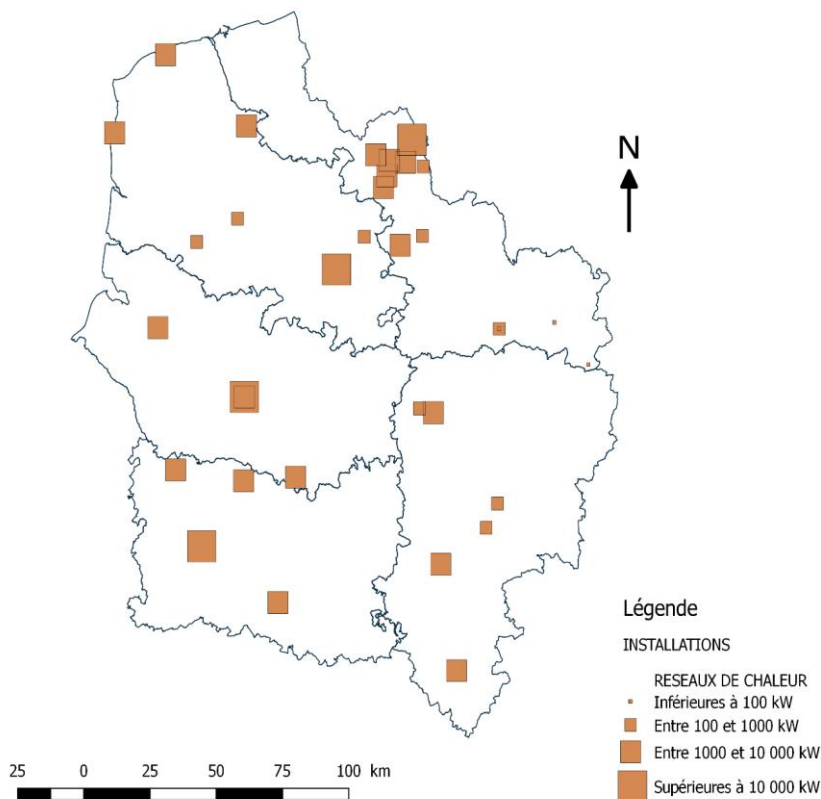 N
Légende
INSTALLATIONS
RESEAUX DE CHALEUR
Inférieures à 100 kW
Entre 100 et 1000 kW
Entre 1000 et 10 000 kW
Supérieures à 10 000 kW
25 0 25 50 75 100 km